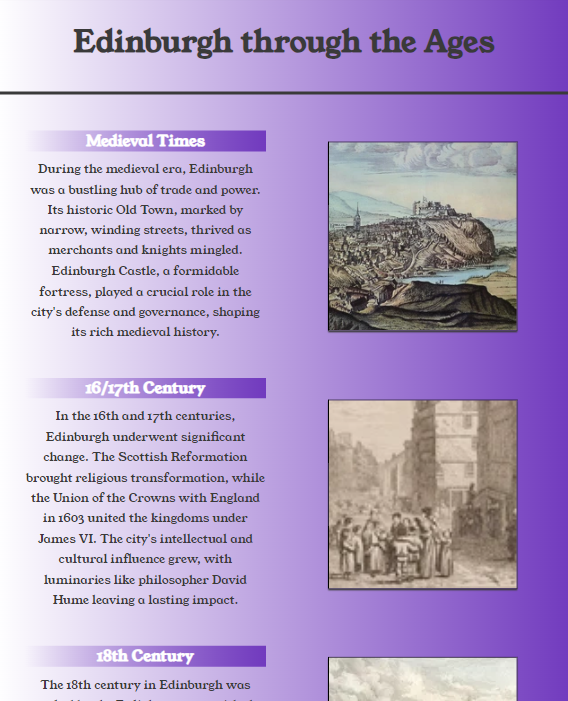 Edinburgh through the Ages
Medieval Times
During the medieval era, Edinburgh
was a bustling hub of trade and power.
Its historic Old Town, marked by
narrow, winding streets, thrived as
merchants and knights mingled.
Edinburgh Castle, a formidable
fortress, played a crucial role in the
city's defense and governance, shaping
its rich medieval history.
16/17th Century
In the 16th and 17th centuries,
Edinburgh underwent significant
change. The Scottish Reformation
brought religious transformation, while
the Union of the Crowns with England
in 1603 united the kingdoms under
James VI. The city's intellectual and
cultural influence grew, with
luminaries like philosopher David
Hume leaving a lasting impact.
18th Century
The 18th century in Edinburgh was